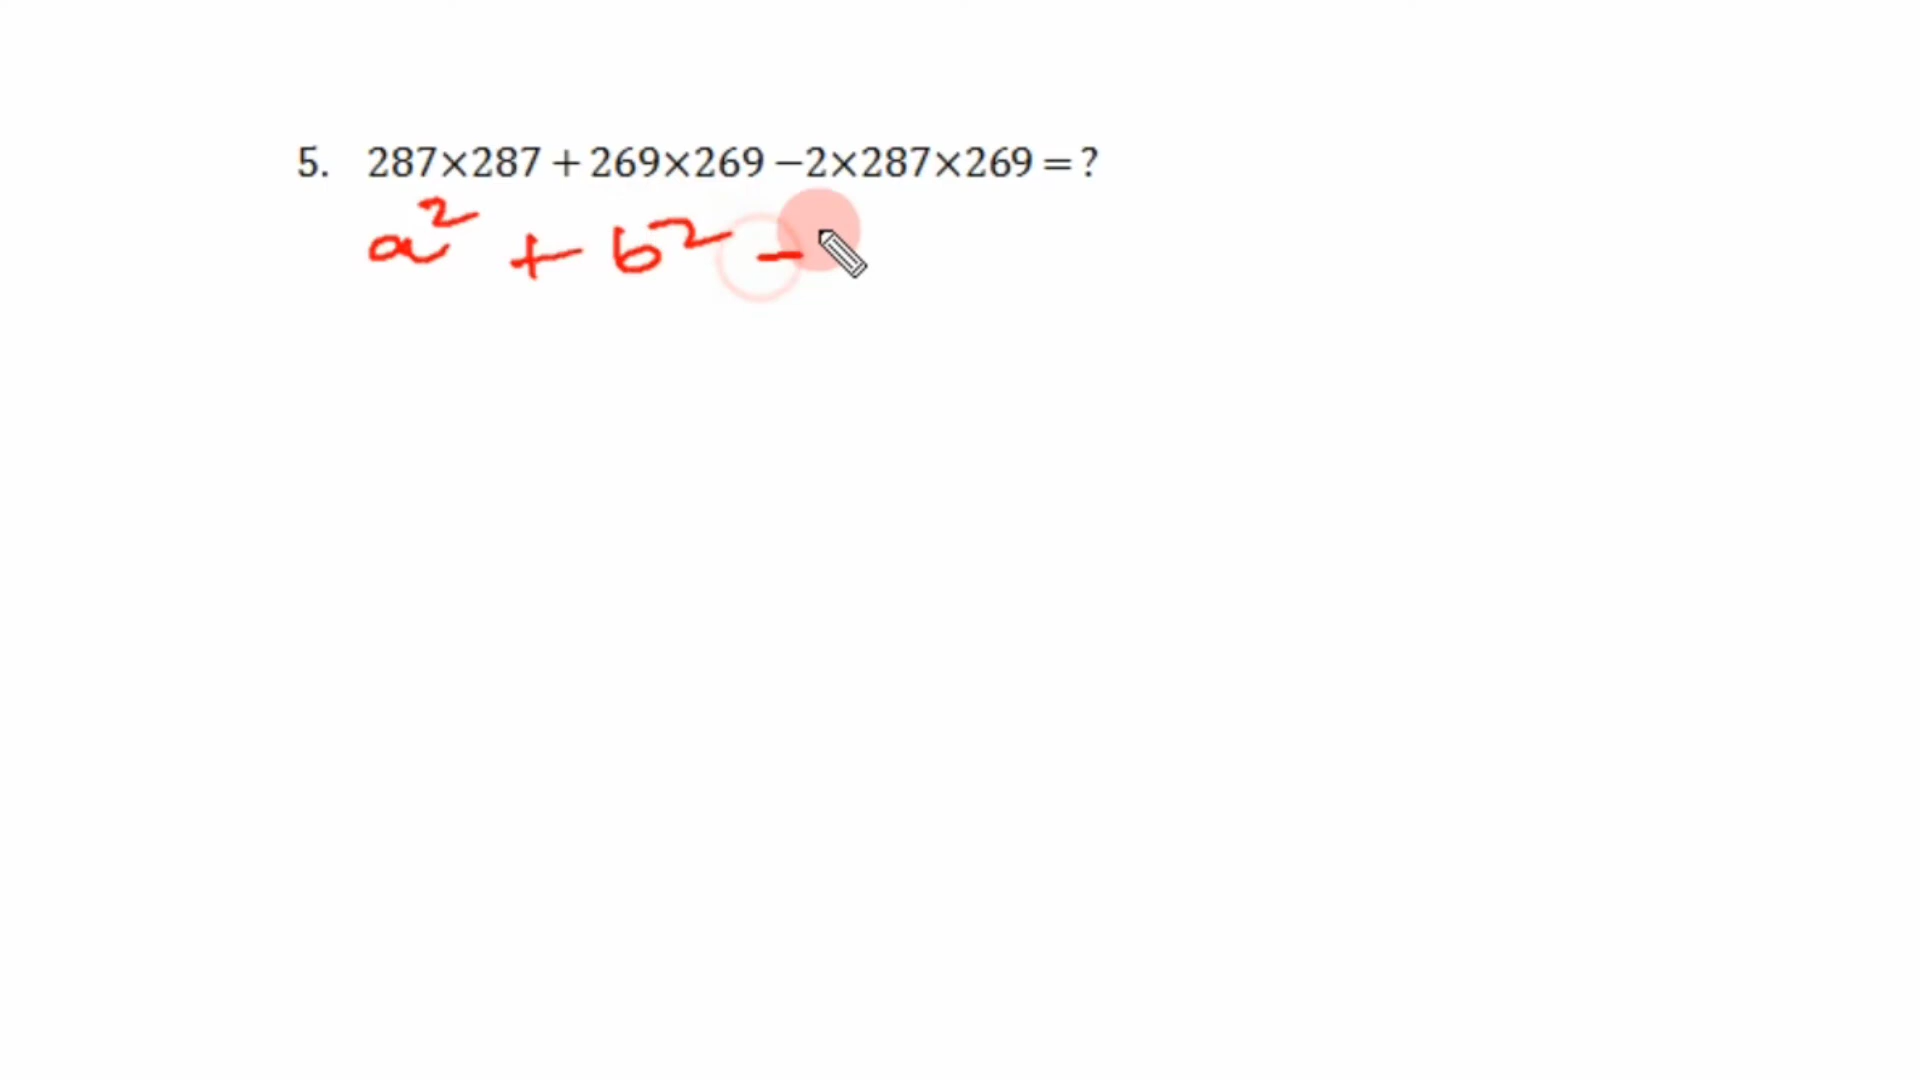 5. 287×287 + 269×269 −2×287×269 = ?
a² + b² −